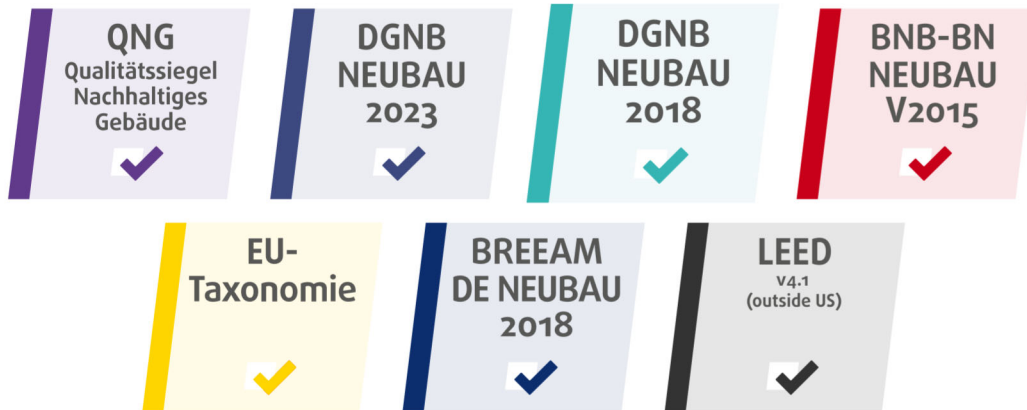 QNG
Qualitätssiegel
Nachhaltiges
Gebäude
DGNB
NEUBAU
2023
DGNB
NEUBAU
2018
BNB-BN
NEUBAU
V2015
EU-
Taxonomie
BREEAM
DE NEUBAU
2018
LEED
v4.1
(outside US)